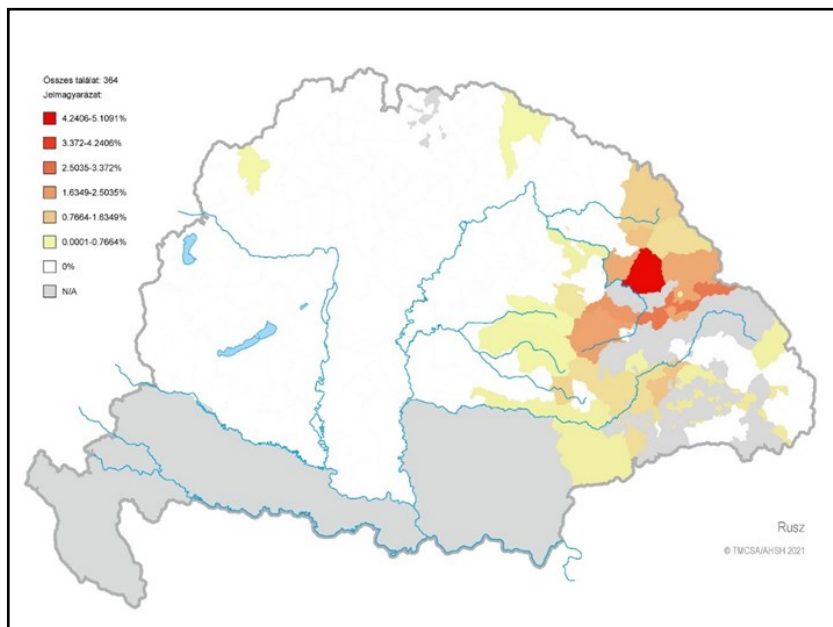 Összes találat: 364
Jelmagyarázat:
4.2406-5.1091%
3.372-4.2406%
2.5035-3.372%
1.6349-2.5035%
0.7664-1.6349%
0.0001-0.7664%
0%
N/A
Rusz
© TMCSA/AHSH 2021